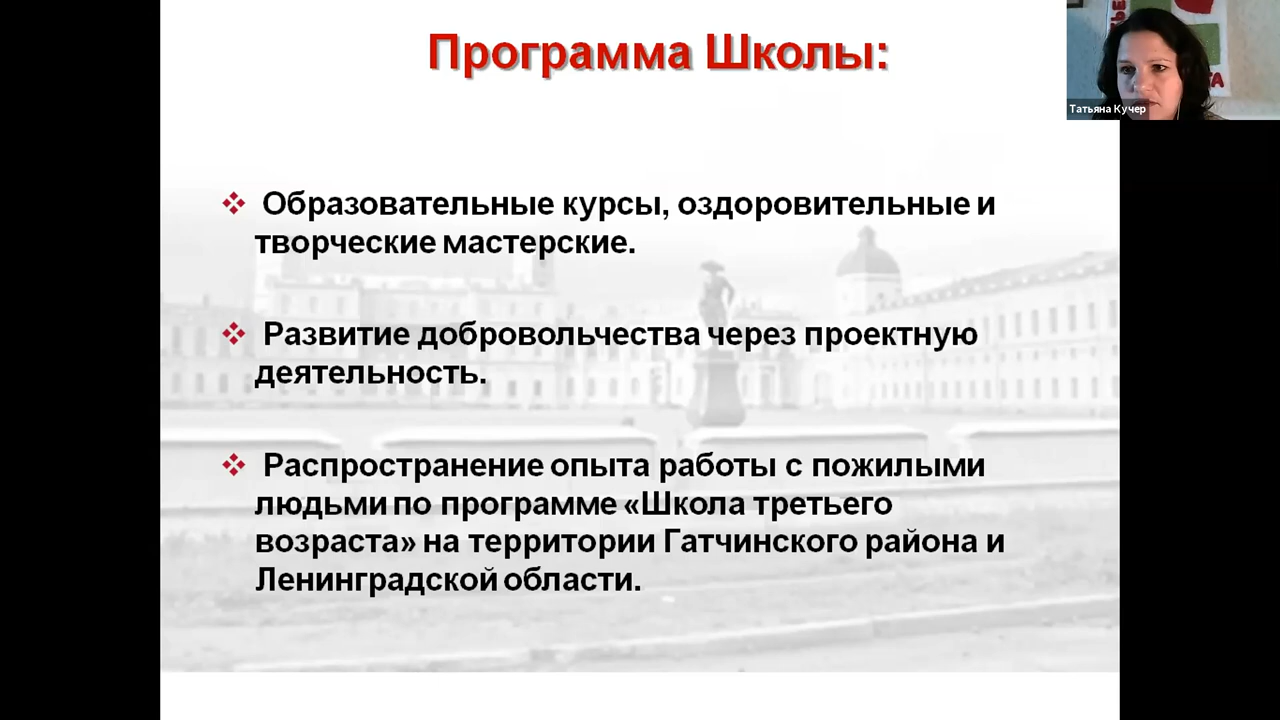 Программа Школы:
Татьяна Кучер
Образовательные курсы, оздоровительные и
творческие мастерские.
Развитие добровольчества через проектную
деятельность.
Распространение опыта работы с пожилыми
людьми по программе «Школа третьего
возраста» на территории Гатчинского района и
Ленинградской области.